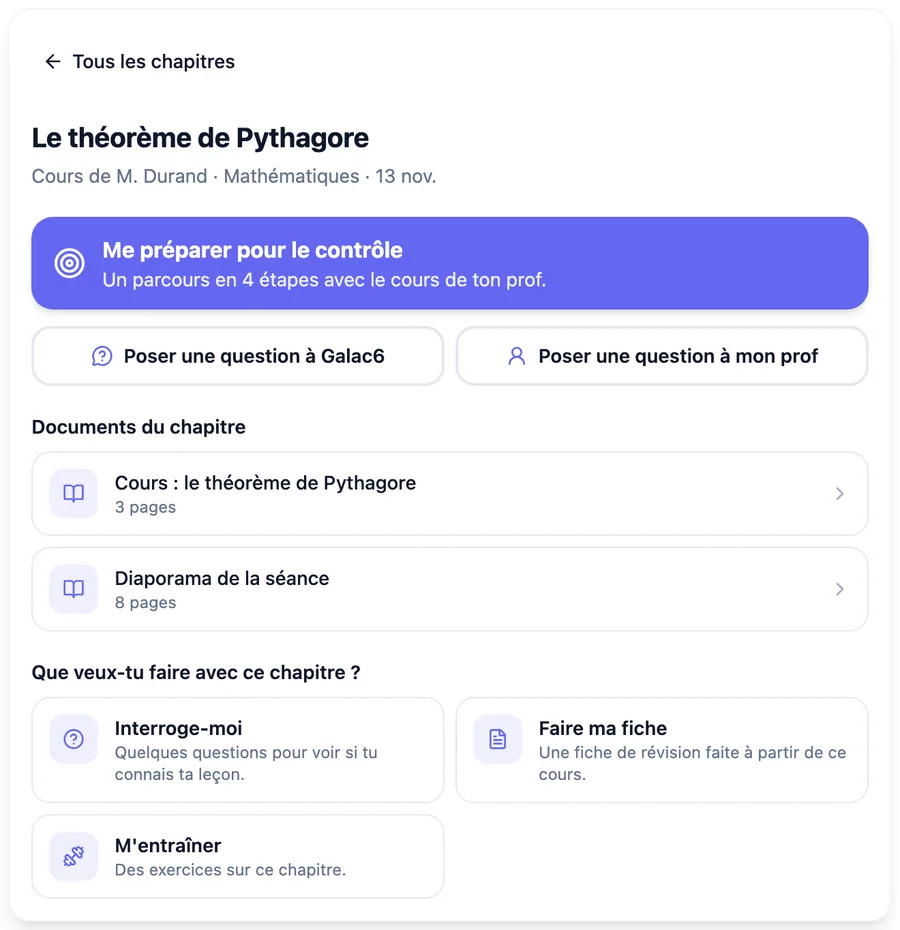 Tous les chapitres
Le théorème de Pythagore
Cours de M. Durand · Mathématiques · 13 nov.
Me préparer pour le contrôle
Un parcours en 4 étapes avec le cours de ton prof.
Poser une question à Galac6
Poser une question à mon prof
Documents du chapitre
Cours : le théorème de Pythagore
3 pages
Diaporama de la séance
8 pages
Que veux-tu faire avec ce chapitre ?
Interroge-moi
Quelques questions pour voir si tu
connais ta leçon.
Faire ma fiche
Une fiche de révision faite à partir de ce
cours.
M'entraîner
Des exercices sur ce chapitre.